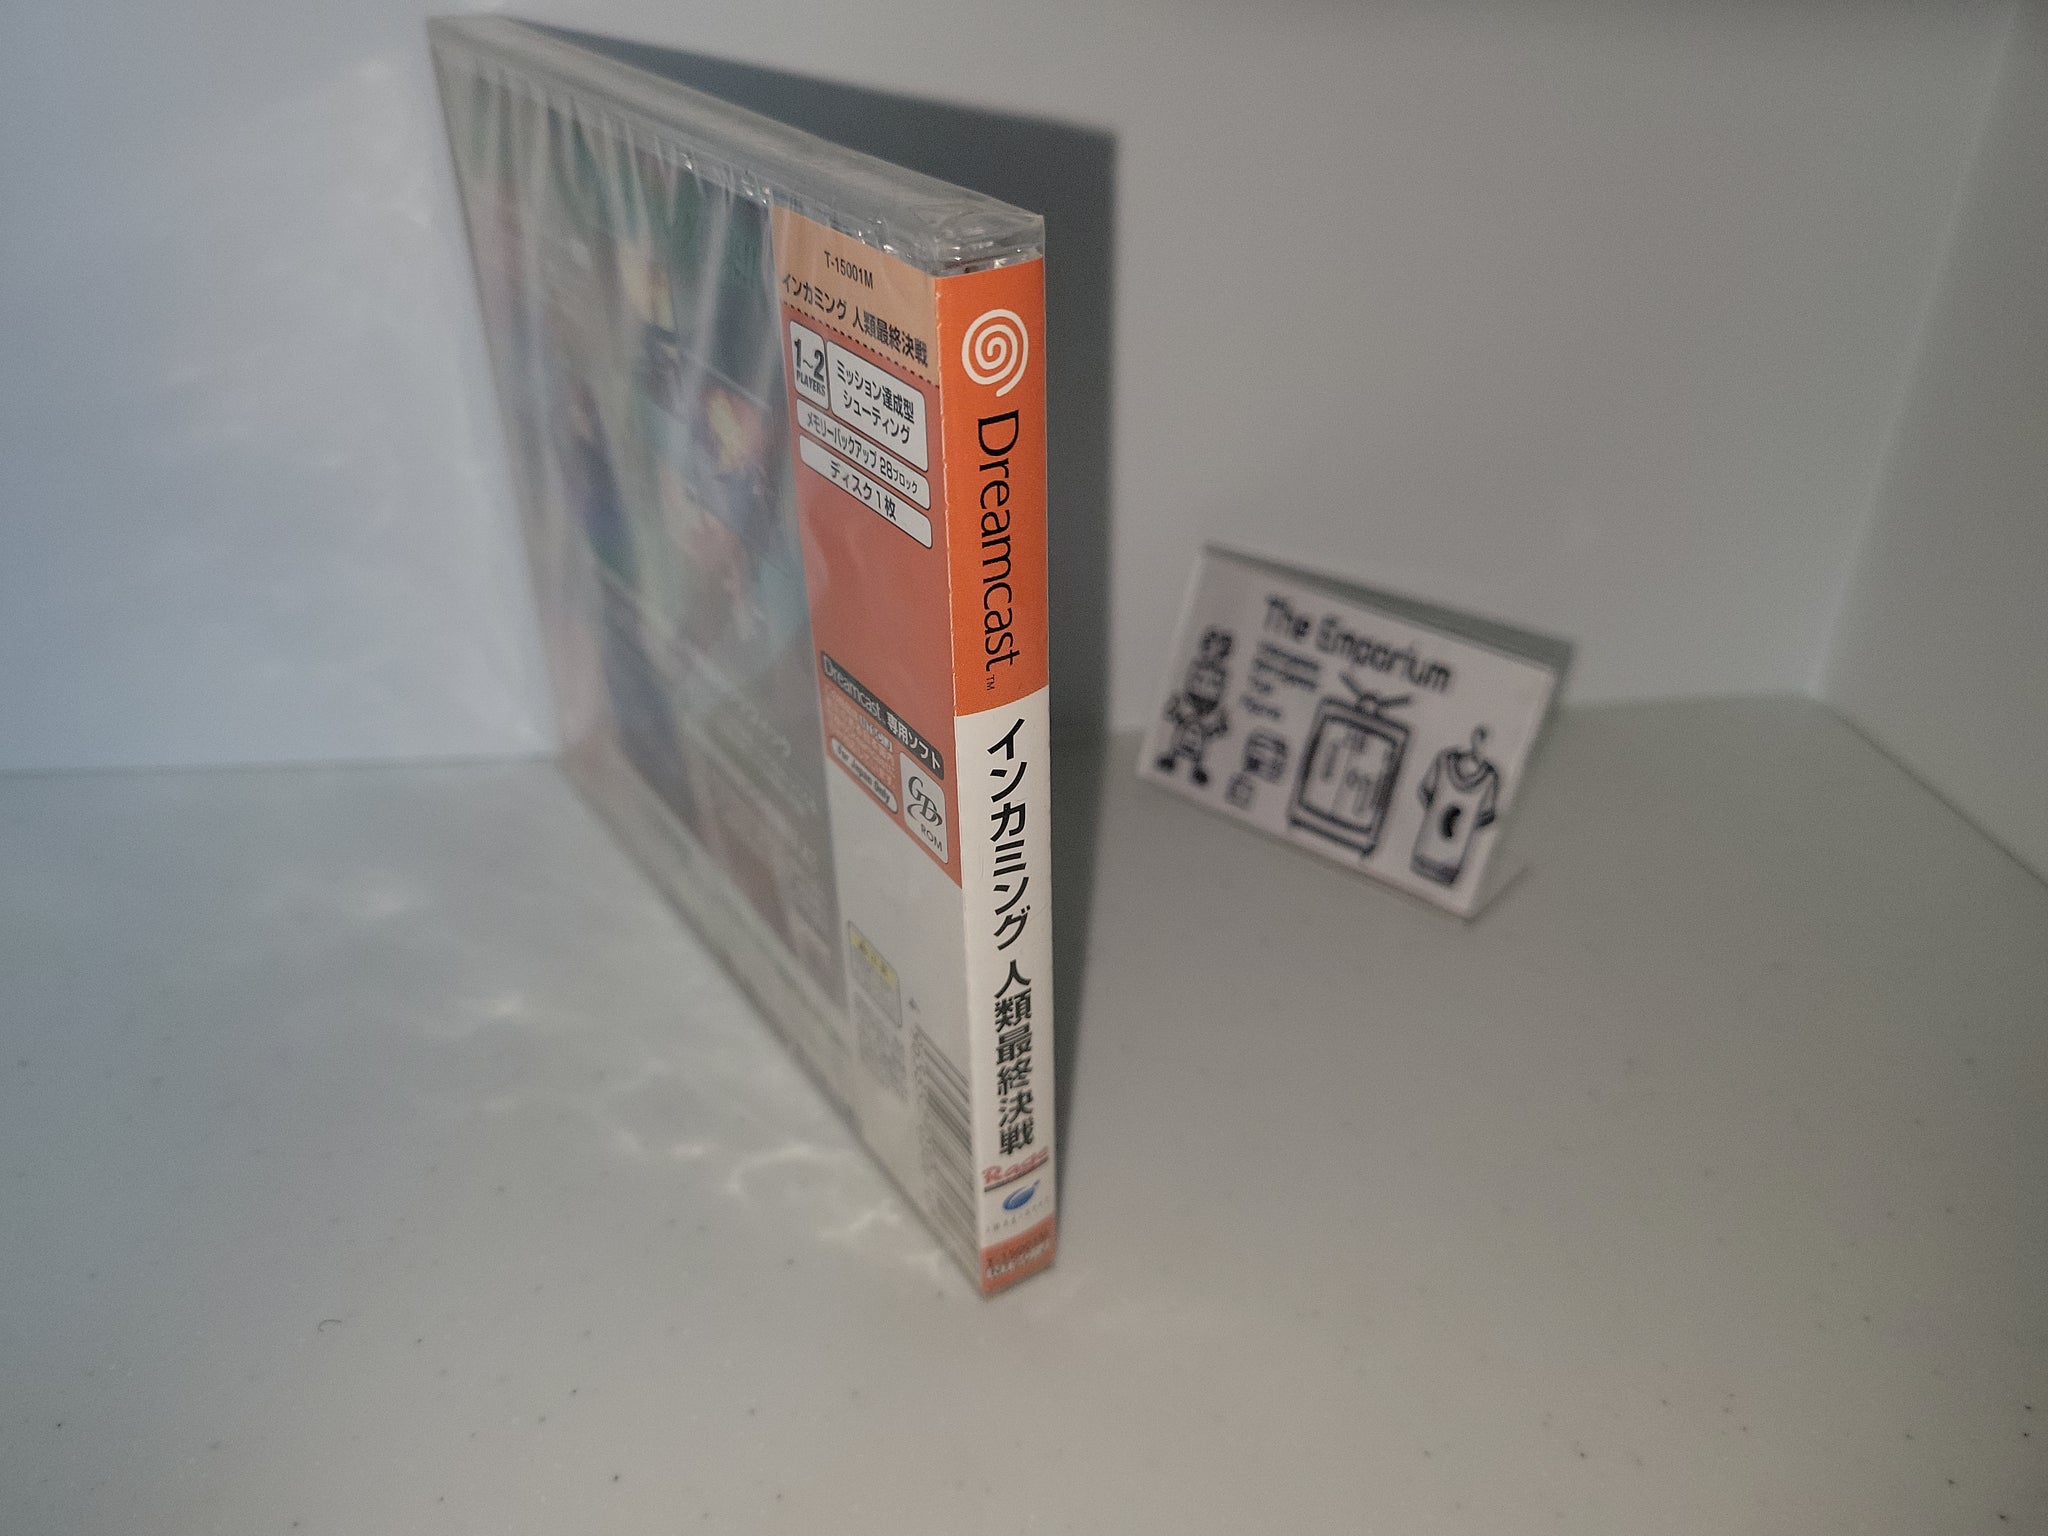 T-15001M
インカミング 人類最終決戦
1~2
PLAYERS
ミッション達成型
シューティング
メモリーバックアップ 28ブロック
ディスク1枚
Dreamcast 専用ソフト
For Japan Only
GD
ROM
Dreamcast™
インカミング 人類最終決戦
Rage
The Emporium